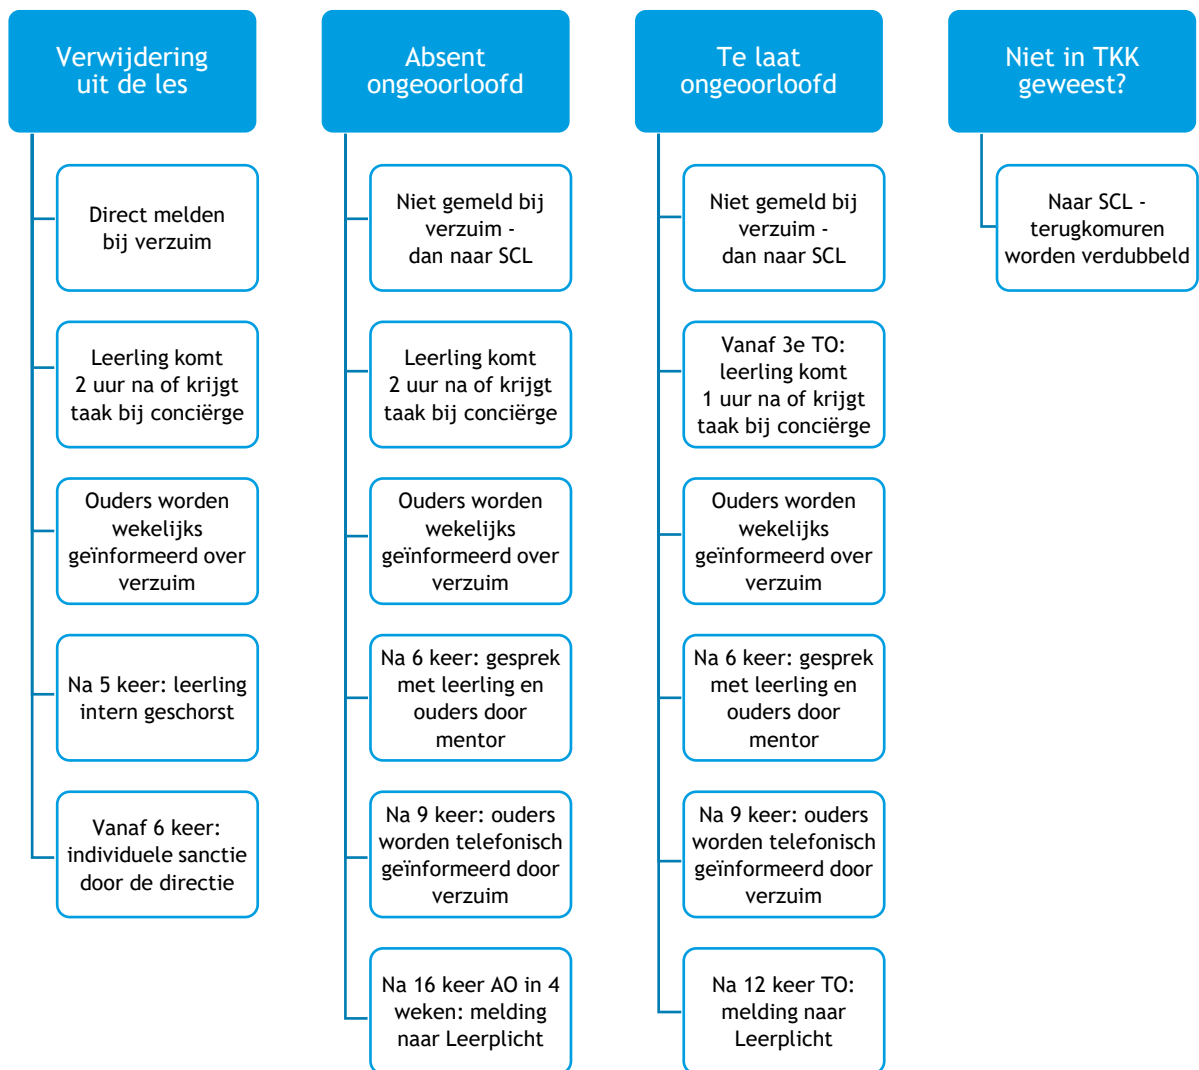 Verwijdering
uit de les
Direct melden
bij verzuim
Leerling komt
2 uur na of krijgt
taak bij conciërge
Ouders worden
wekelijks
geïnformeerd over
verzuim
Na 5 keer: leerling
intern geschorst
Vanaf 6 keer:
individuele sanctie
door de directie
Absent
ongeoorloofd
Niet gemeld bij
verzuim -
dan naar SCL
Leerling komt
2 uur na of krijgt
taak bij conciërge
Ouders worden
wekelijks
geïnformeerd over
verzuim
Na 6 keer: gesprek
met leerling en
ouders door
mentor
Na 9 keer: ouders
worden telefonisch
geïnformeerd door
verzuim
Na 16 keer AO in 4
weken: melding
naar Leerplicht
Te laat
ongeoorloofd
Niet gemeld bij
verzuim -
dan naar SCL
Vanaf 3e TO:
leerling komt
1 uur na of krijgt
taak bij conciërge
Ouders worden
wekelijks
geïnformeerd over
verzuim
Na 6 keer: gesprek
met leerling en
ouders door
mentor
Na 9 keer: ouders
worden telefonisch
geïnformeerd door
verzuim
Na 12 keer TO:
melding naar
Leerplicht
Niet in TKK
geweest?
Naar SCL -
terugkomuren
worden verdubbeld